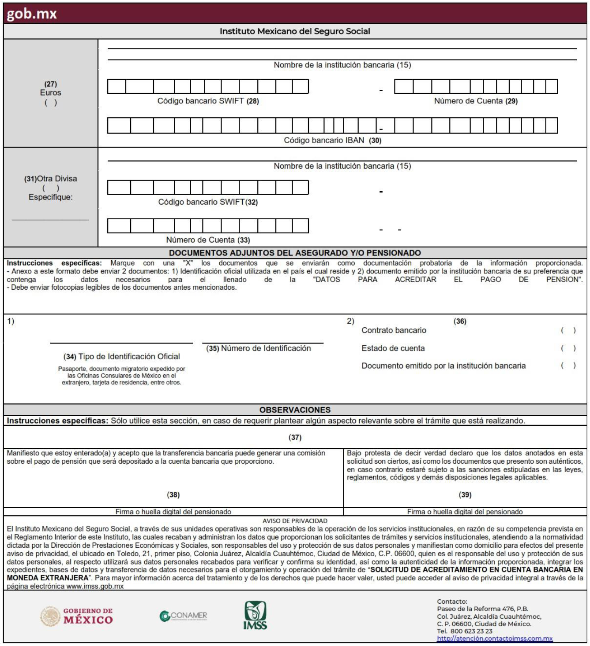 gob.mx
Instituto Mexicano del Seguro Social
Nombre de la institución bancaria (15)
(27)
Euros
( )
-
Código bancario SWIFT (28)
Número de Cuenta (29)
-
Código bancario IBAN (30)
Nombre de la institución bancaria (15)
(31)Otra Divisa
( )
Especifique:
-
Código bancario SWIFT(32)
- -
Número de Cuenta (33)
DOCUMENTOS ADJUNTOS DEL ASEGURADO Y/O PENSIONADO
Instrucciones específicas: Marque con una "X" los documentos que se enviarán como documentación probatoria de la información proporcionada.
- Anexo a este formato debe enviar 2 documentos: 1) Identificación oficial utilizada en el país el cual reside y 2) documento emitido por la institución bancaria de su preferencia que
contenga los datos necesarios para el llenado de la "DATOS PARA ACREDITAR EL PAGO DE PENSION".
- Debe enviar fotocopias legibles de los documentos antes mencionados.
1)
(34) Tipo de Identificación Oficial
(35) Número de Identificación
Pasaporte, documento migratorio expedido por
las Oficinas Consulares de México en el
extranjero, tarjeta de residencia, entre otros.
2)
(36)
Contrato bancario ( )
Estado de cuenta ( )
Documento emitido por la institución bancaria ( )
OBSERVACIONES
Instrucciones específicas: Sólo utilice esta sección, en caso de requerir plantear algún aspecto relevante sobre el trámite que está realizando.
(37)
Manifiesto que estoy enterado(a) y acepto que la transferencia bancaria puede generar una comisión
sobre el pago de pensión que será depositado a la cuenta bancaria que proporciono.
(38)
Firma o huella digital del pensionado
Bajo protesta de decir verdad declaro que los datos anotados en esta
solicitud son ciertos, así como los documentos que presento son auténticos,
en caso contrario estaré sujeto a las sanciones estipuladas en las leyes,
reglamentos, códigos y demás disposiciones legales aplicables.
(39)
Firma o huella digital del pensionado
AVISO DE PRIVACIDAD
El Instituto Mexicano del Seguro Social, a través de sus unidades operativas son responsables de la operación de los servicios institucionales, en razón de su competencia prevista en
el Reglamento Interior de este Instituto, las cuales recaban y administran los datos que proporcionan los solicitantes de trámites y servicios institucionales, atendiendo a la normatividad
dictada por la Dirección de Prestaciones Económicas y Sociales, son responsables del uso y protección de sus datos personales y manifiestan como domicilio para efectos del presente
aviso de privacidad, el ubicado en Toledo, 21, primer piso, Colonia Juárez, Alcaldía Cuauhtémoc, Ciudad de México, C.P. 06600, quien es el responsable del uso y protección de sus
datos personales, al respecto utilizará sus datos personales recabados para verificar y confirmar su identidad, así como la autenticidad de la información proporcionada, integrar los
expedientes, bases de datos y transferencia de datos necesarios para el otorgamiento y operación del trámite de "SOLICITUD DE ACREDITAMIENTO EN CUENTA BANCARIA EN
MONEDA EXTRANJERA". Para mayor información acerca del tratamiento y de los derechos que puede hacer valer, usted puede acceder al aviso de privacidad integral a través de la
página electrónica www.imss.gob.mx
GOBIERNO DE
MÉXICO
CONAMER
IMSS
Contacto:
Paseo de la Reforma 476, P.B.
Col. Juárez, Alcaldía Cuauhtémoc,
C. P. 06600, Ciudad de México.
Tel. 800 623 23 23
http://atención.contactoimss.com.mx